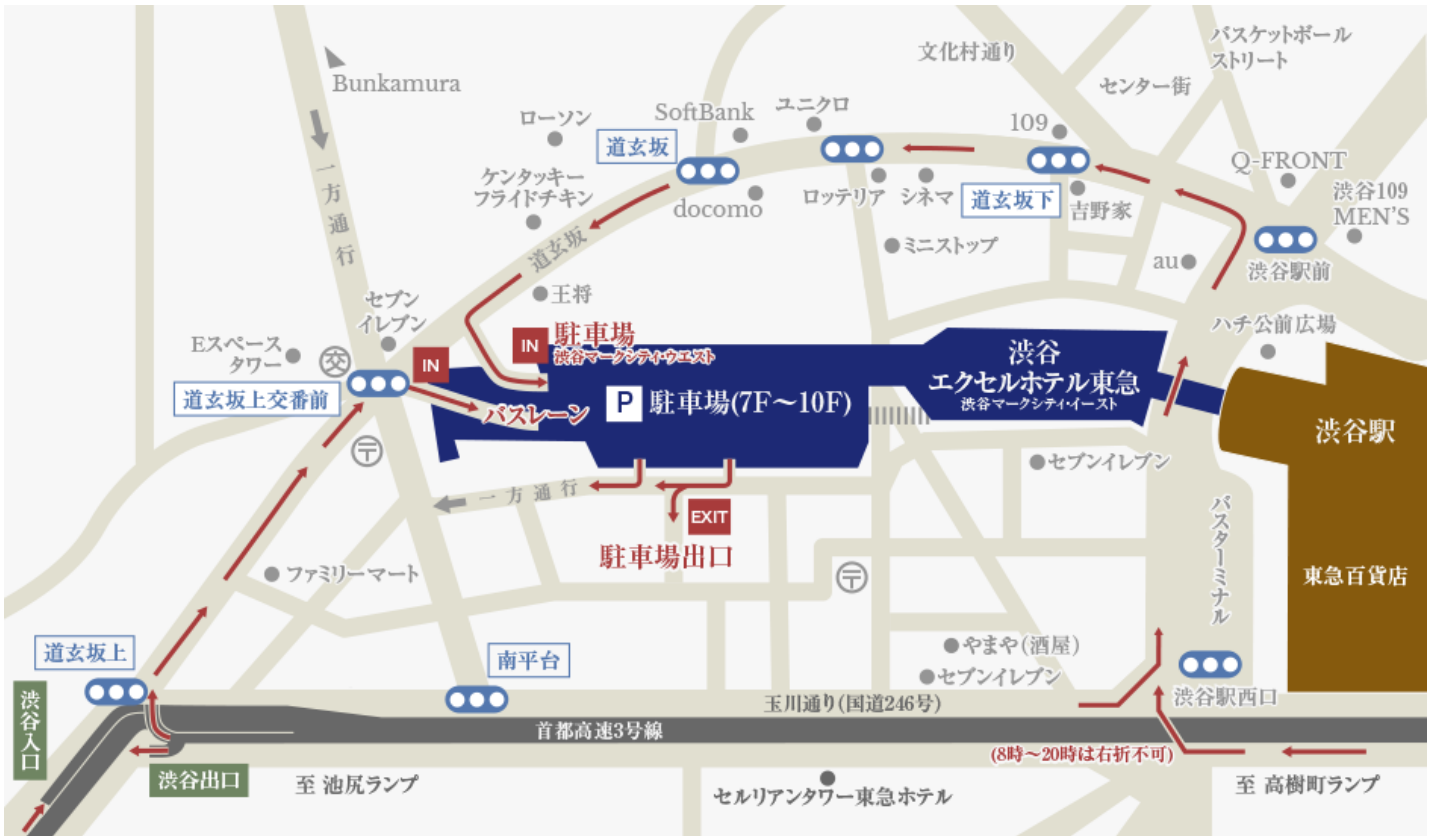 バスケットボール
ストリート
文化村通り
センター街
Bunkamura
SoftBank
ユニクロ
109
ローソン
道玄坂
Q-FRONT
ケンタッキー
フライドチキン
docomo
ロッテリア
シネマ
道玄坂下
吉野家
渋谷109
MEN'S
一方通行
道玄坂
ミニストップ
au
渋谷駅前
王将
セブン
イレブン
ハチ公前広場
Eスペース
タワー
交
IN
IN
駐車場
渋谷マークシティ・ウエスト
渋谷
エクセルホテル東急
渋谷マークシティ・イースト
道玄坂上交番前
バスレーン
P
駐車場(7F～10F)
渋谷駅
〒
セブンイレブン
一方通行
EXIT
駐車場出口
バスターミナル
ファミリーマート
〒
東急百貨店
道玄坂上
南平台
やまや(酒屋)
セブンイレブン
渋谷駅西口
渋谷入口
玉川通り(国道246号)
首都高速3号線
(8時～20時は右折不可)
渋谷出口
至 池尻ランプ
セルリアンタワー東急ホテル
至 高樹町ランプ